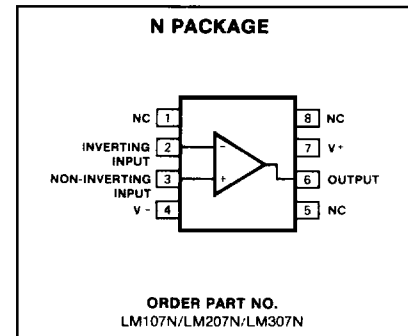 N PACKAGE
NC 1
8 NC
INVERTING INPUT 2 −
7 V+
NON-INVERTING INPUT 3 +
6 OUTPUT
V− 4
5 NC
ORDER PART NO.
LM107N/LM207N/LM307N